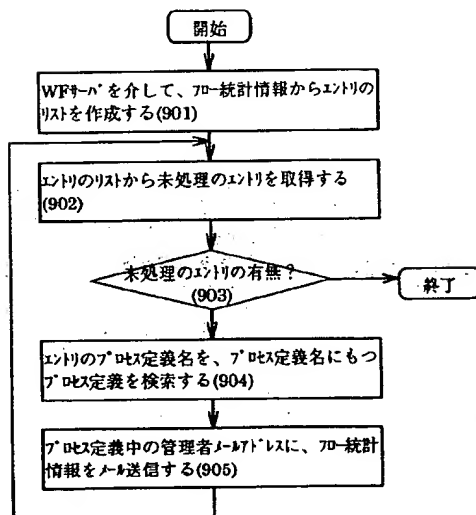 開始
WFサーバを介して、フロー統計情報からエントリの
リストを作成する(901)
エントリのリストから未処理のエントリを取得する
(902)
未処理のエントリの有無?
(903)
終了
エントリのプロセス定義名を、プロセス定義名にもつ
プロセス定義を検索する(904)
プロセス定義中の管理者メールアドレスに、フロー統計
情報をメール送信する(905)